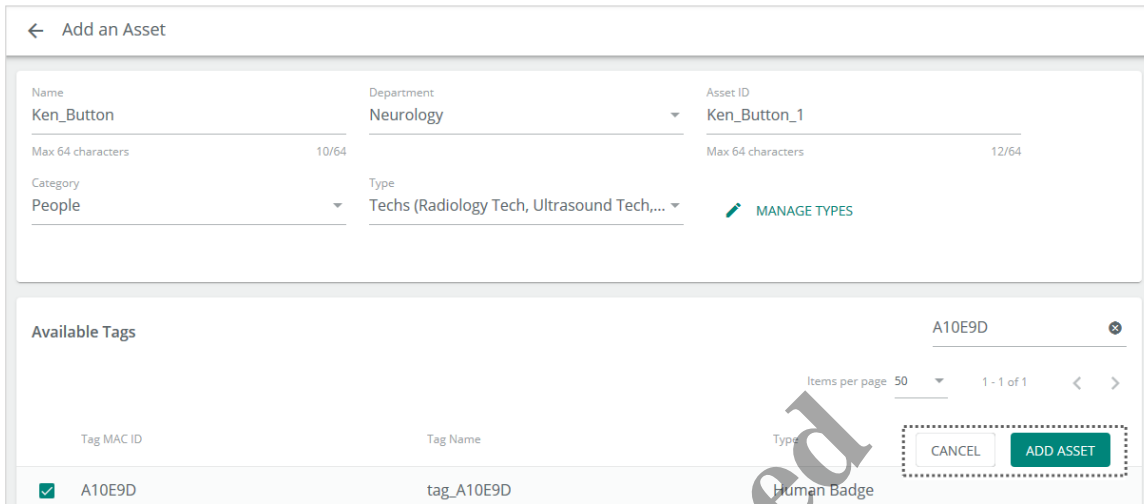 Add an Asset
Name Department Asset ID
Ken_Button Neurology Ken_Button_1
Max 64 characters 10/64 Max 64 characters 12/64
Category Type
People Techs (Radiology Tech, Ultrasound Tech,... MANAGE TYPES
Available Tags A10E9D
Items per page 50 1 - 1 of 1
Tag MAC ID Tag Name Type CANCEL ADD ASSET
A10E9D tag_A10E9D Human Badge